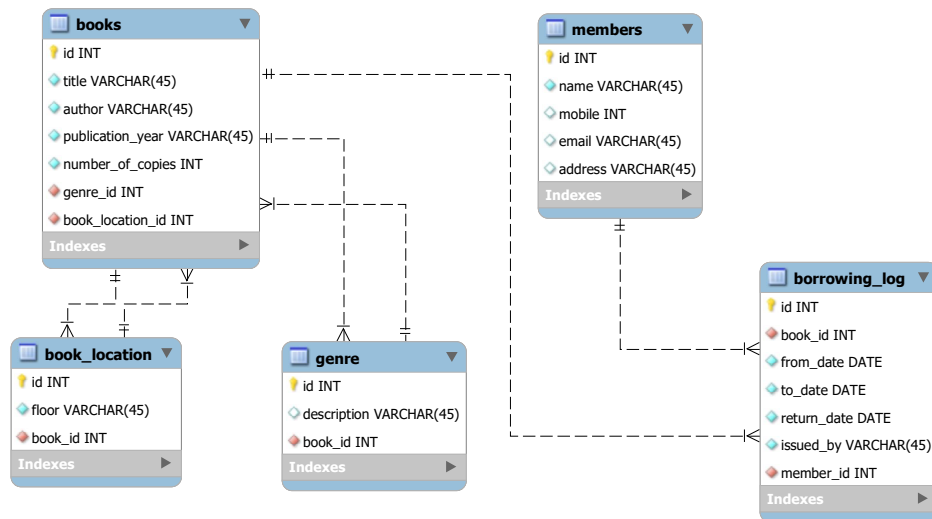 books
id INT
title VARCHAR(45)
author VARCHAR(45)
publication_year VARCHAR(45)
number_of_copies INT
genre_id INT
book_location_id INT
Indexes
members
id INT
name VARCHAR(45)
mobile INT
email VARCHAR(45)
address VARCHAR(45)
Indexes
book_location
id INT
floor VARCHAR(45)
book_id INT
Indexes
genre
id INT
description VARCHAR(45)
book_id INT
Indexes
borrowing_log
id INT
book_id INT
from_date DATE
to_date DATE
return_date DATE
issued_by VARCHAR(45)
member_id INT
Indexes